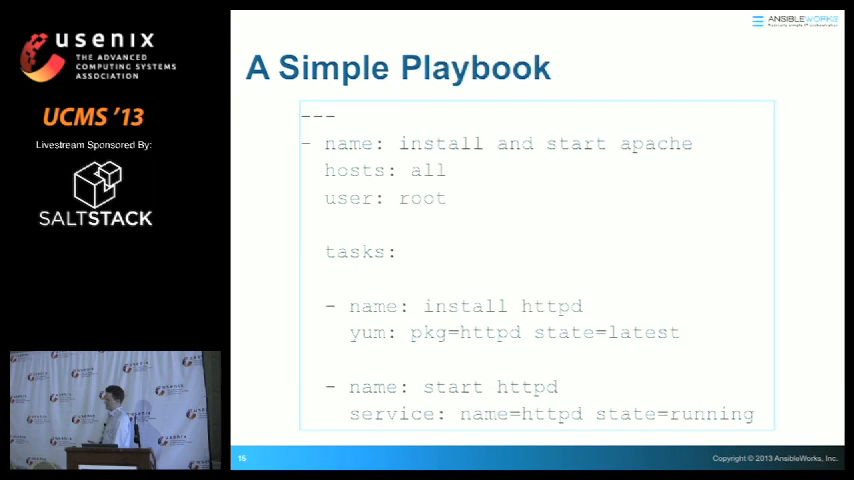 usenix
THE ADVANCED
COMPUTING SYSTEMS
ASSOCIATION
UCMS '13
Livestream Sponsored By:
SALTSTACK
ANSIBLEWORKS
A Simple Playbook
---
- name: install and start apache
hosts: all
user: root
tasks:
- name: install httpd
yum: pkg=httpd state=latest
- name: start httpd
service: name=httpd state=running
15
Copyright © 2013 AnsibleWorks, Inc.